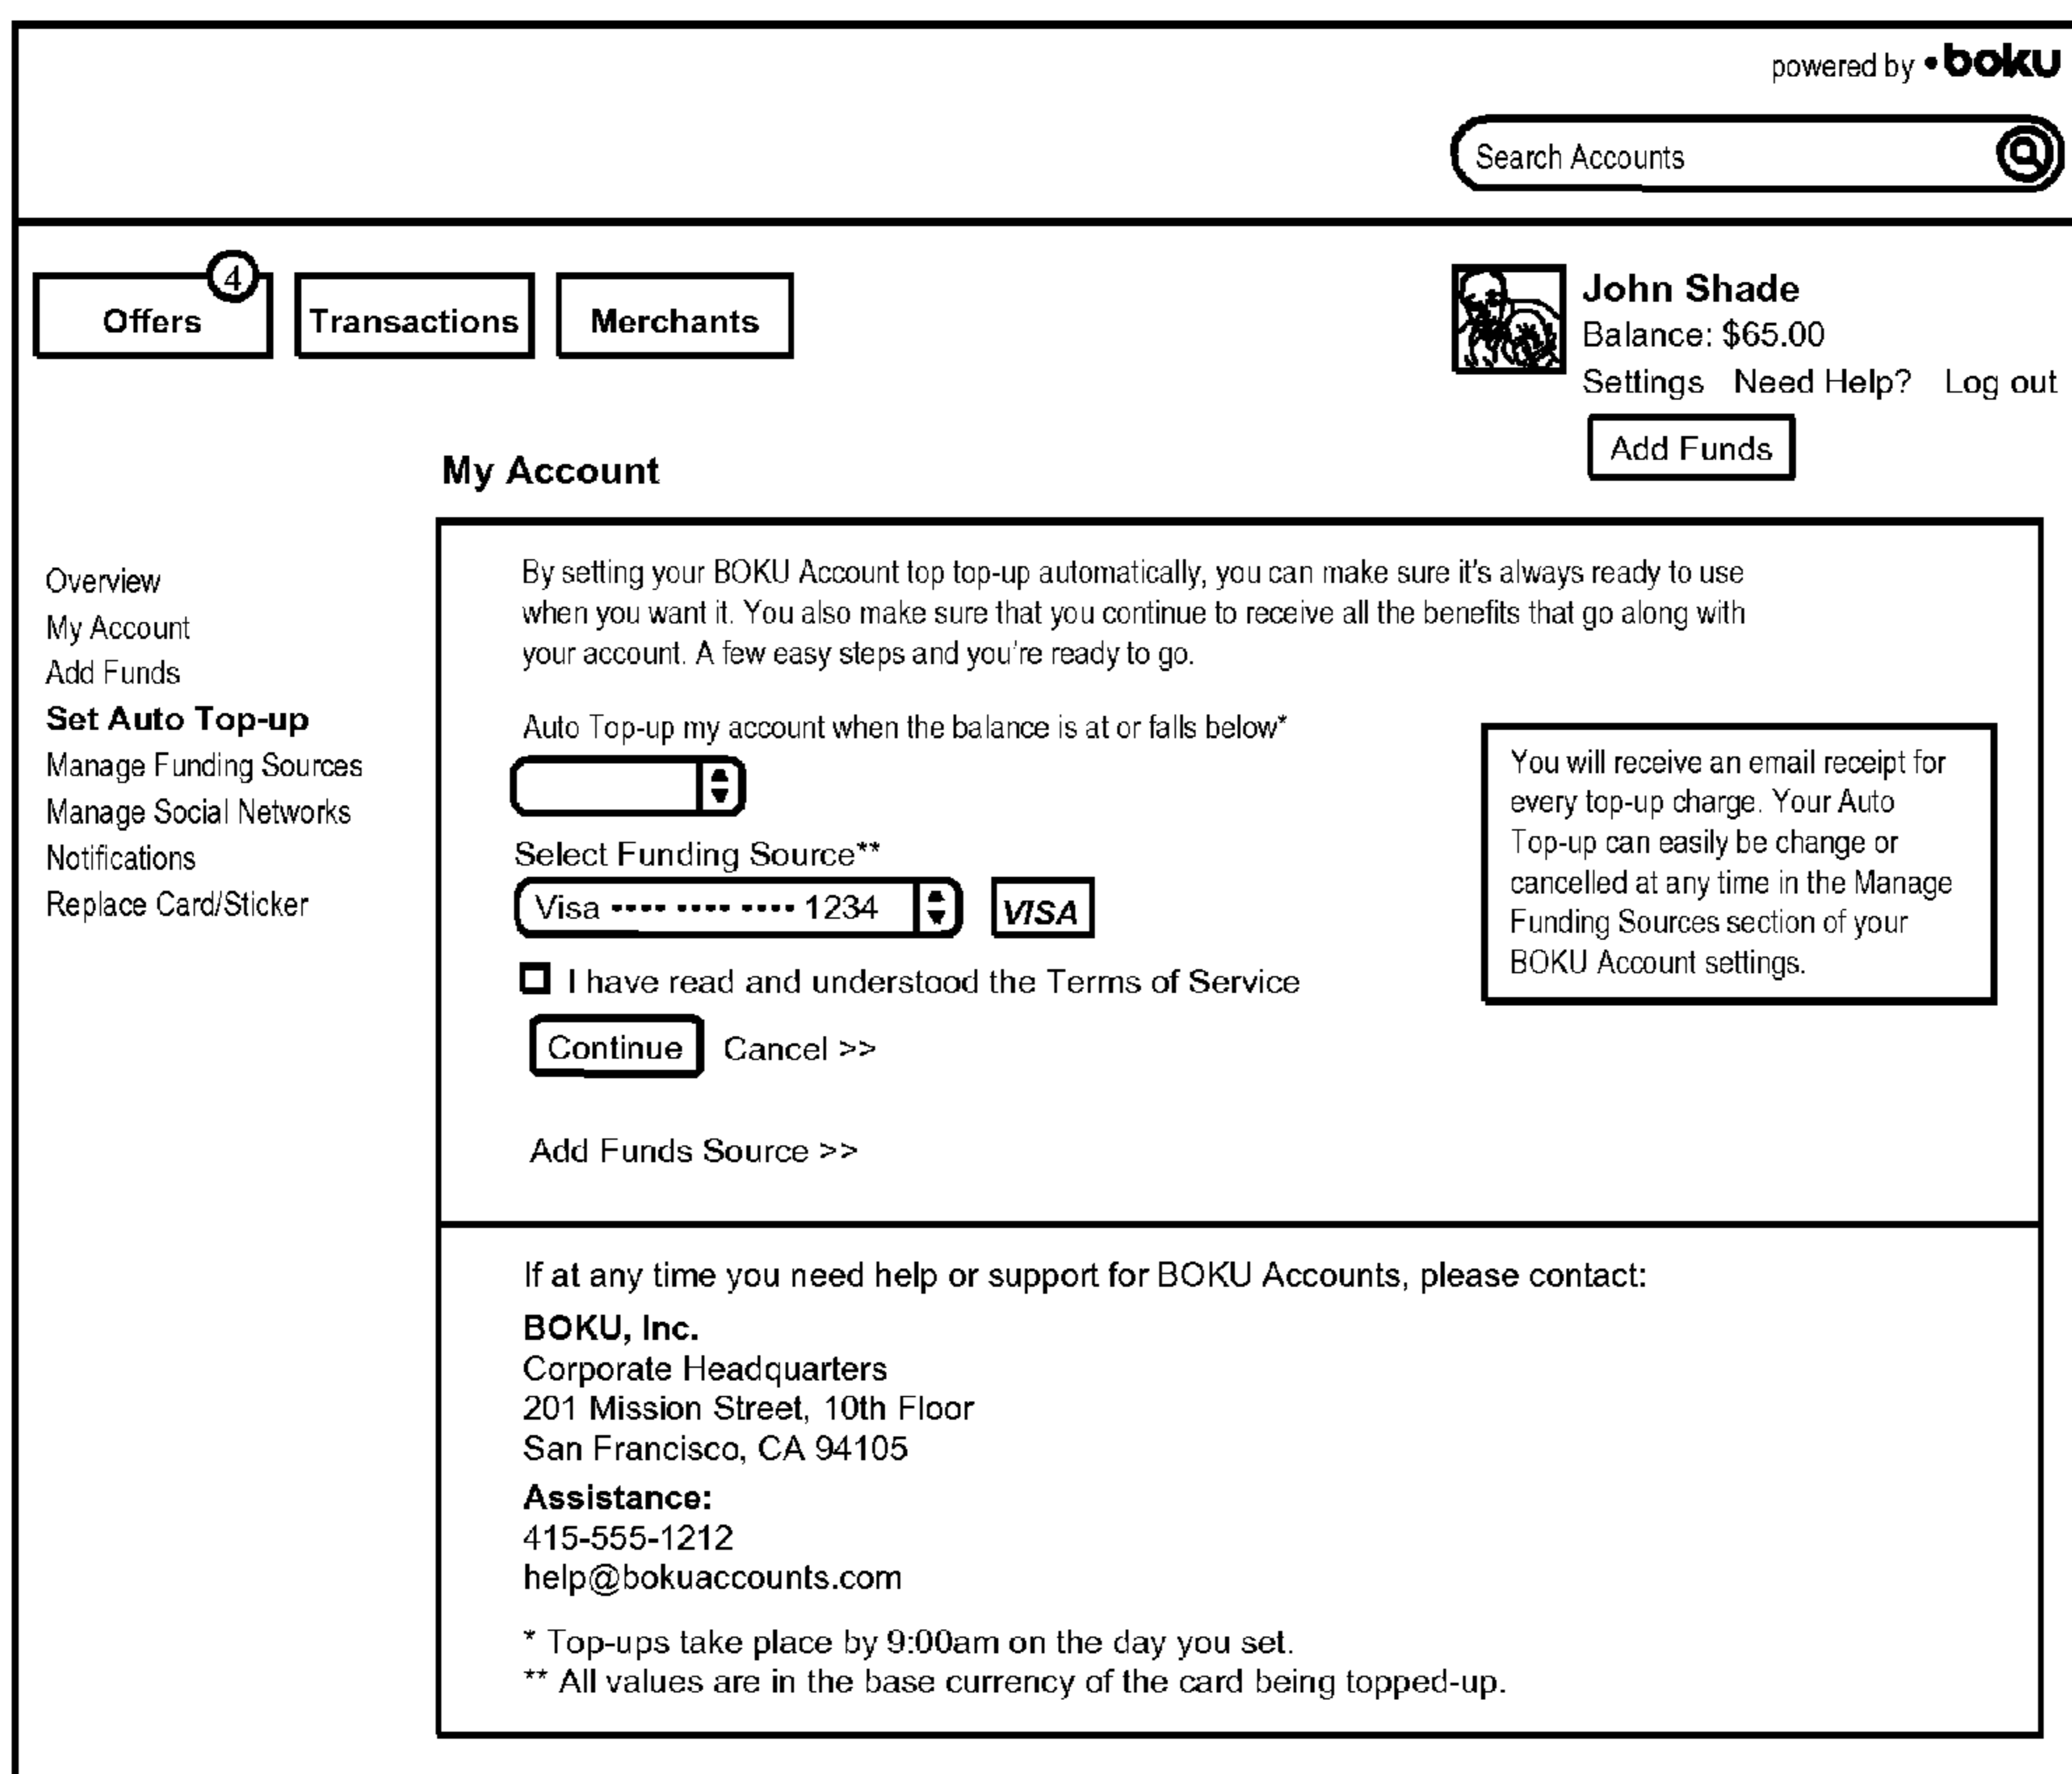 powered by •boku
Search Accounts
4
Offers
Transactions
Merchants
John Shade
Balance: $65.00
Settings Need Help? Log out
Add Funds
My Account
Overview
My Account
Add Funds
Set Auto Top-up
Manage Funding Sources
Manage Social Networks
Notifications
Replace Card/Sticker
By setting your BOKU Account top top-up automatically, you can make sure it's always ready to use
when you want it. You also make sure that you continue to receive all the benefits that go along with
your account. A few easy steps and you're ready to go.
Auto Top-up my account when the balance is at or falls below*
Select Funding Source**
Visa •••• •••• •••• 1234
VISA
I have read and understood the Terms of Service
Continue Cancel >>
Add Funds Source >>
You will receive an email receipt for
every top-up charge. Your Auto
Top-up can easily be change or
cancelled at any time in the Manage
Funding Sources section of your
BOKU Account settings.
If at any time you need help or support for BOKU Accounts, please contact:
BOKU, Inc.
Corporate Headquarters
201 Mission Street, 10th Floor
San Francisco, CA 94105
Assistance:
415-555-1212
help@bokuaccounts.com
* Top-ups take place by 9:00am on the day you set.
** All values are in the base currency of the card being topped-up.